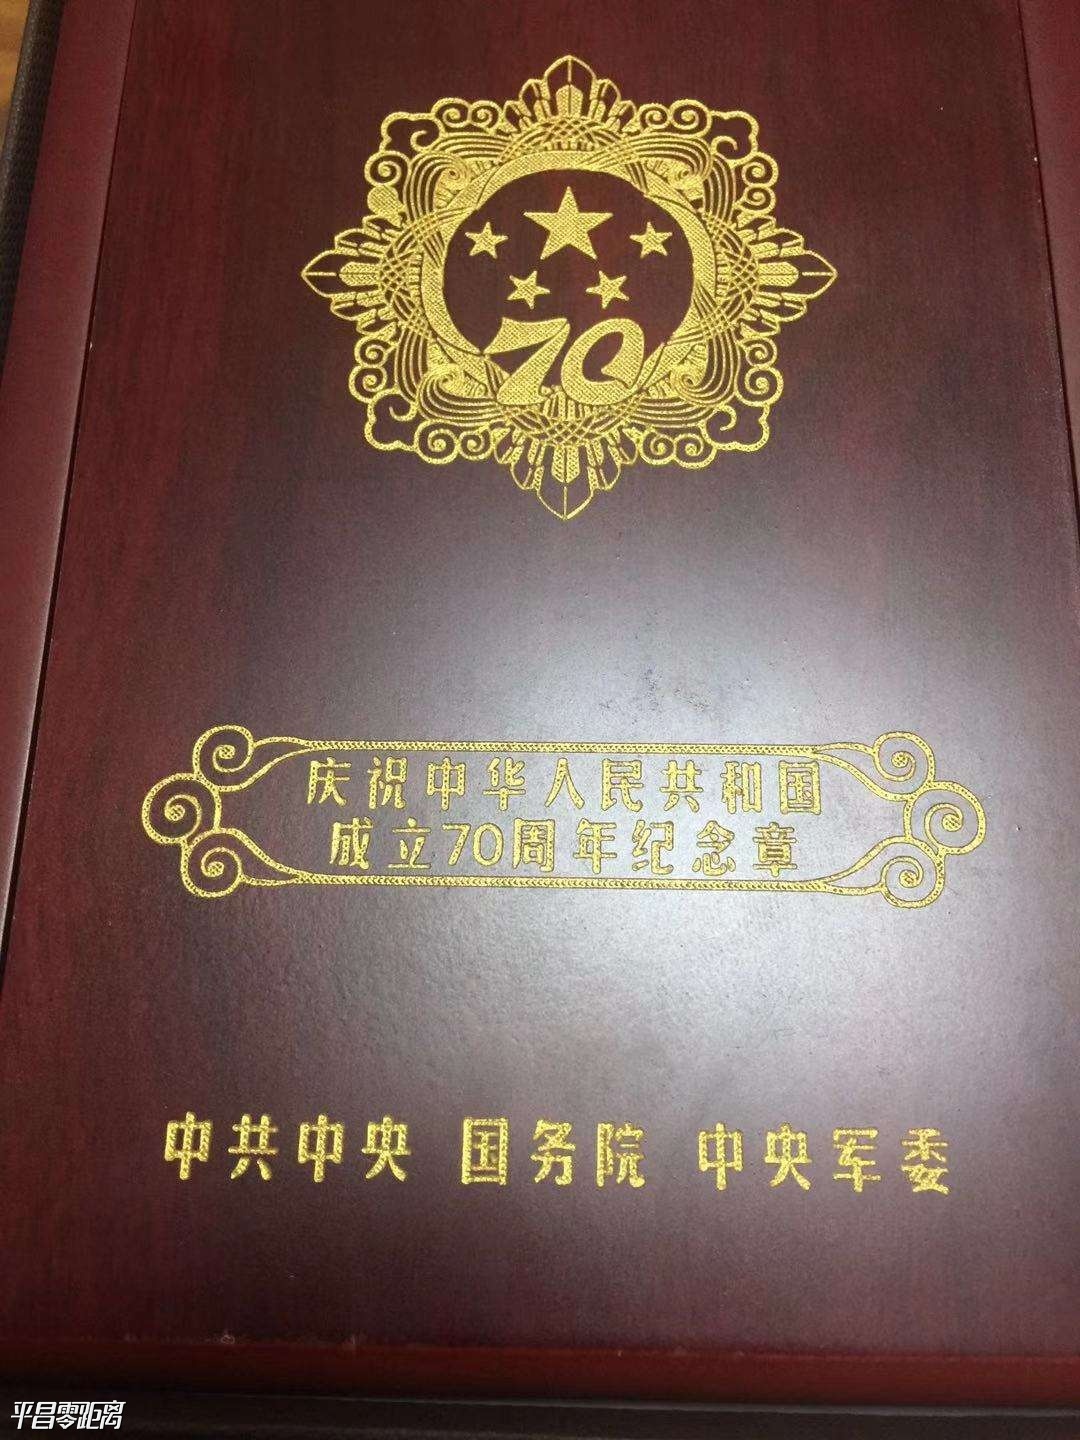 70
庆祝中华人民共和国
成立70周年纪念章
中共中央 国务院 中央军委
平昌零距离